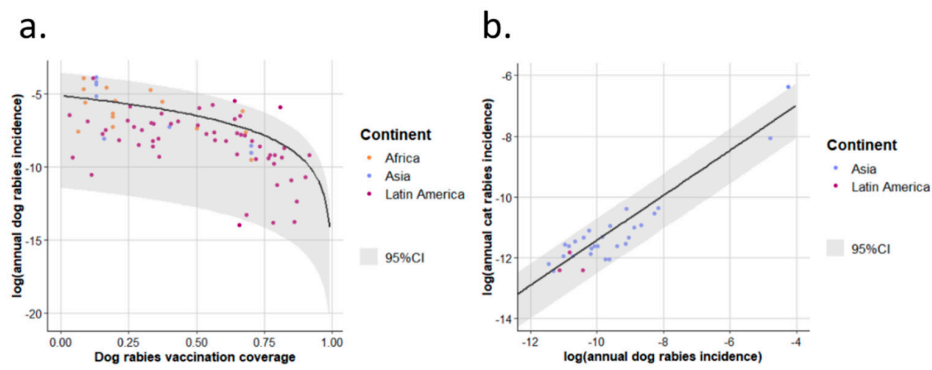 a.
b.
log(annual dog rabies incidence)
-5
-10
-15
-20
0.00
0.25
0.50
0.75
1.00
Dog rabies vaccination coverage
Continent
Africa
Asia
Latin America
95%CI
log(annual cat rabies incidence)
-6
-8
-10
-12
-14
-12
-10
-8
-6
-4
log(annual dog rabies incidence)
Continent
Asia
Latin America
95%CI